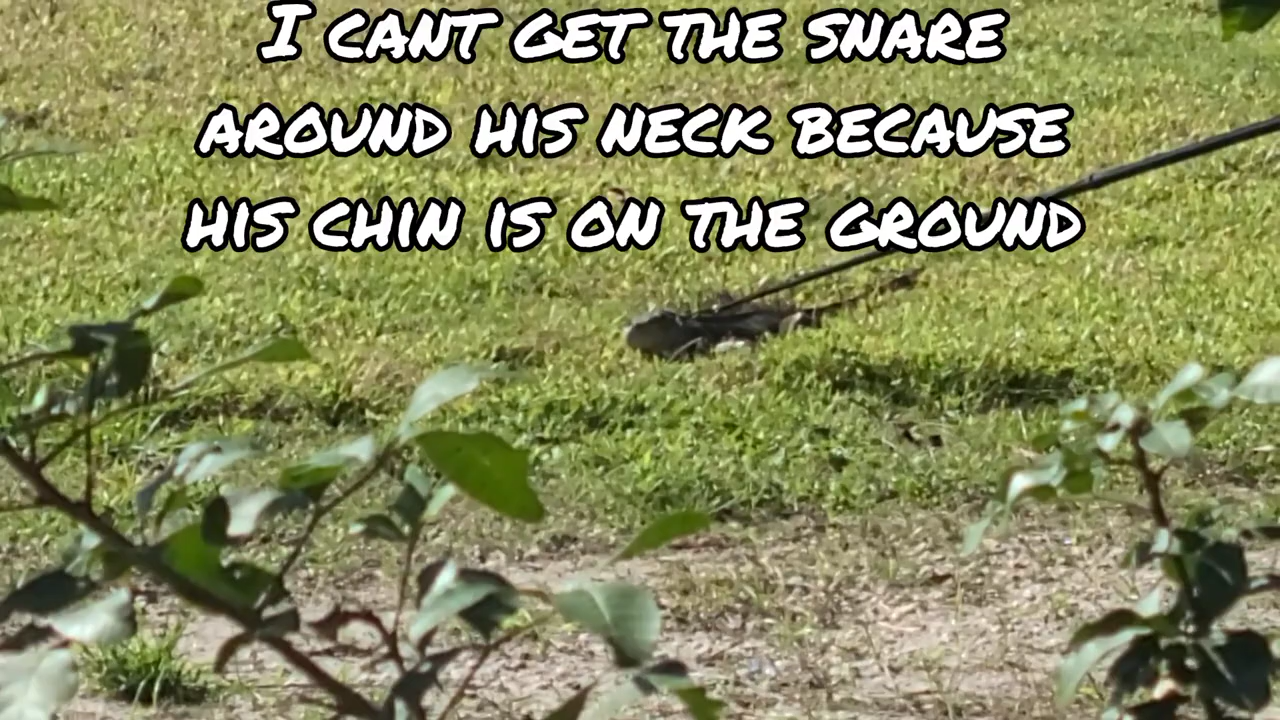 I CANT GET THE SNARE
AROUND HIS NECK BECAUSE
HIS CHIN IS ON THE GROUND